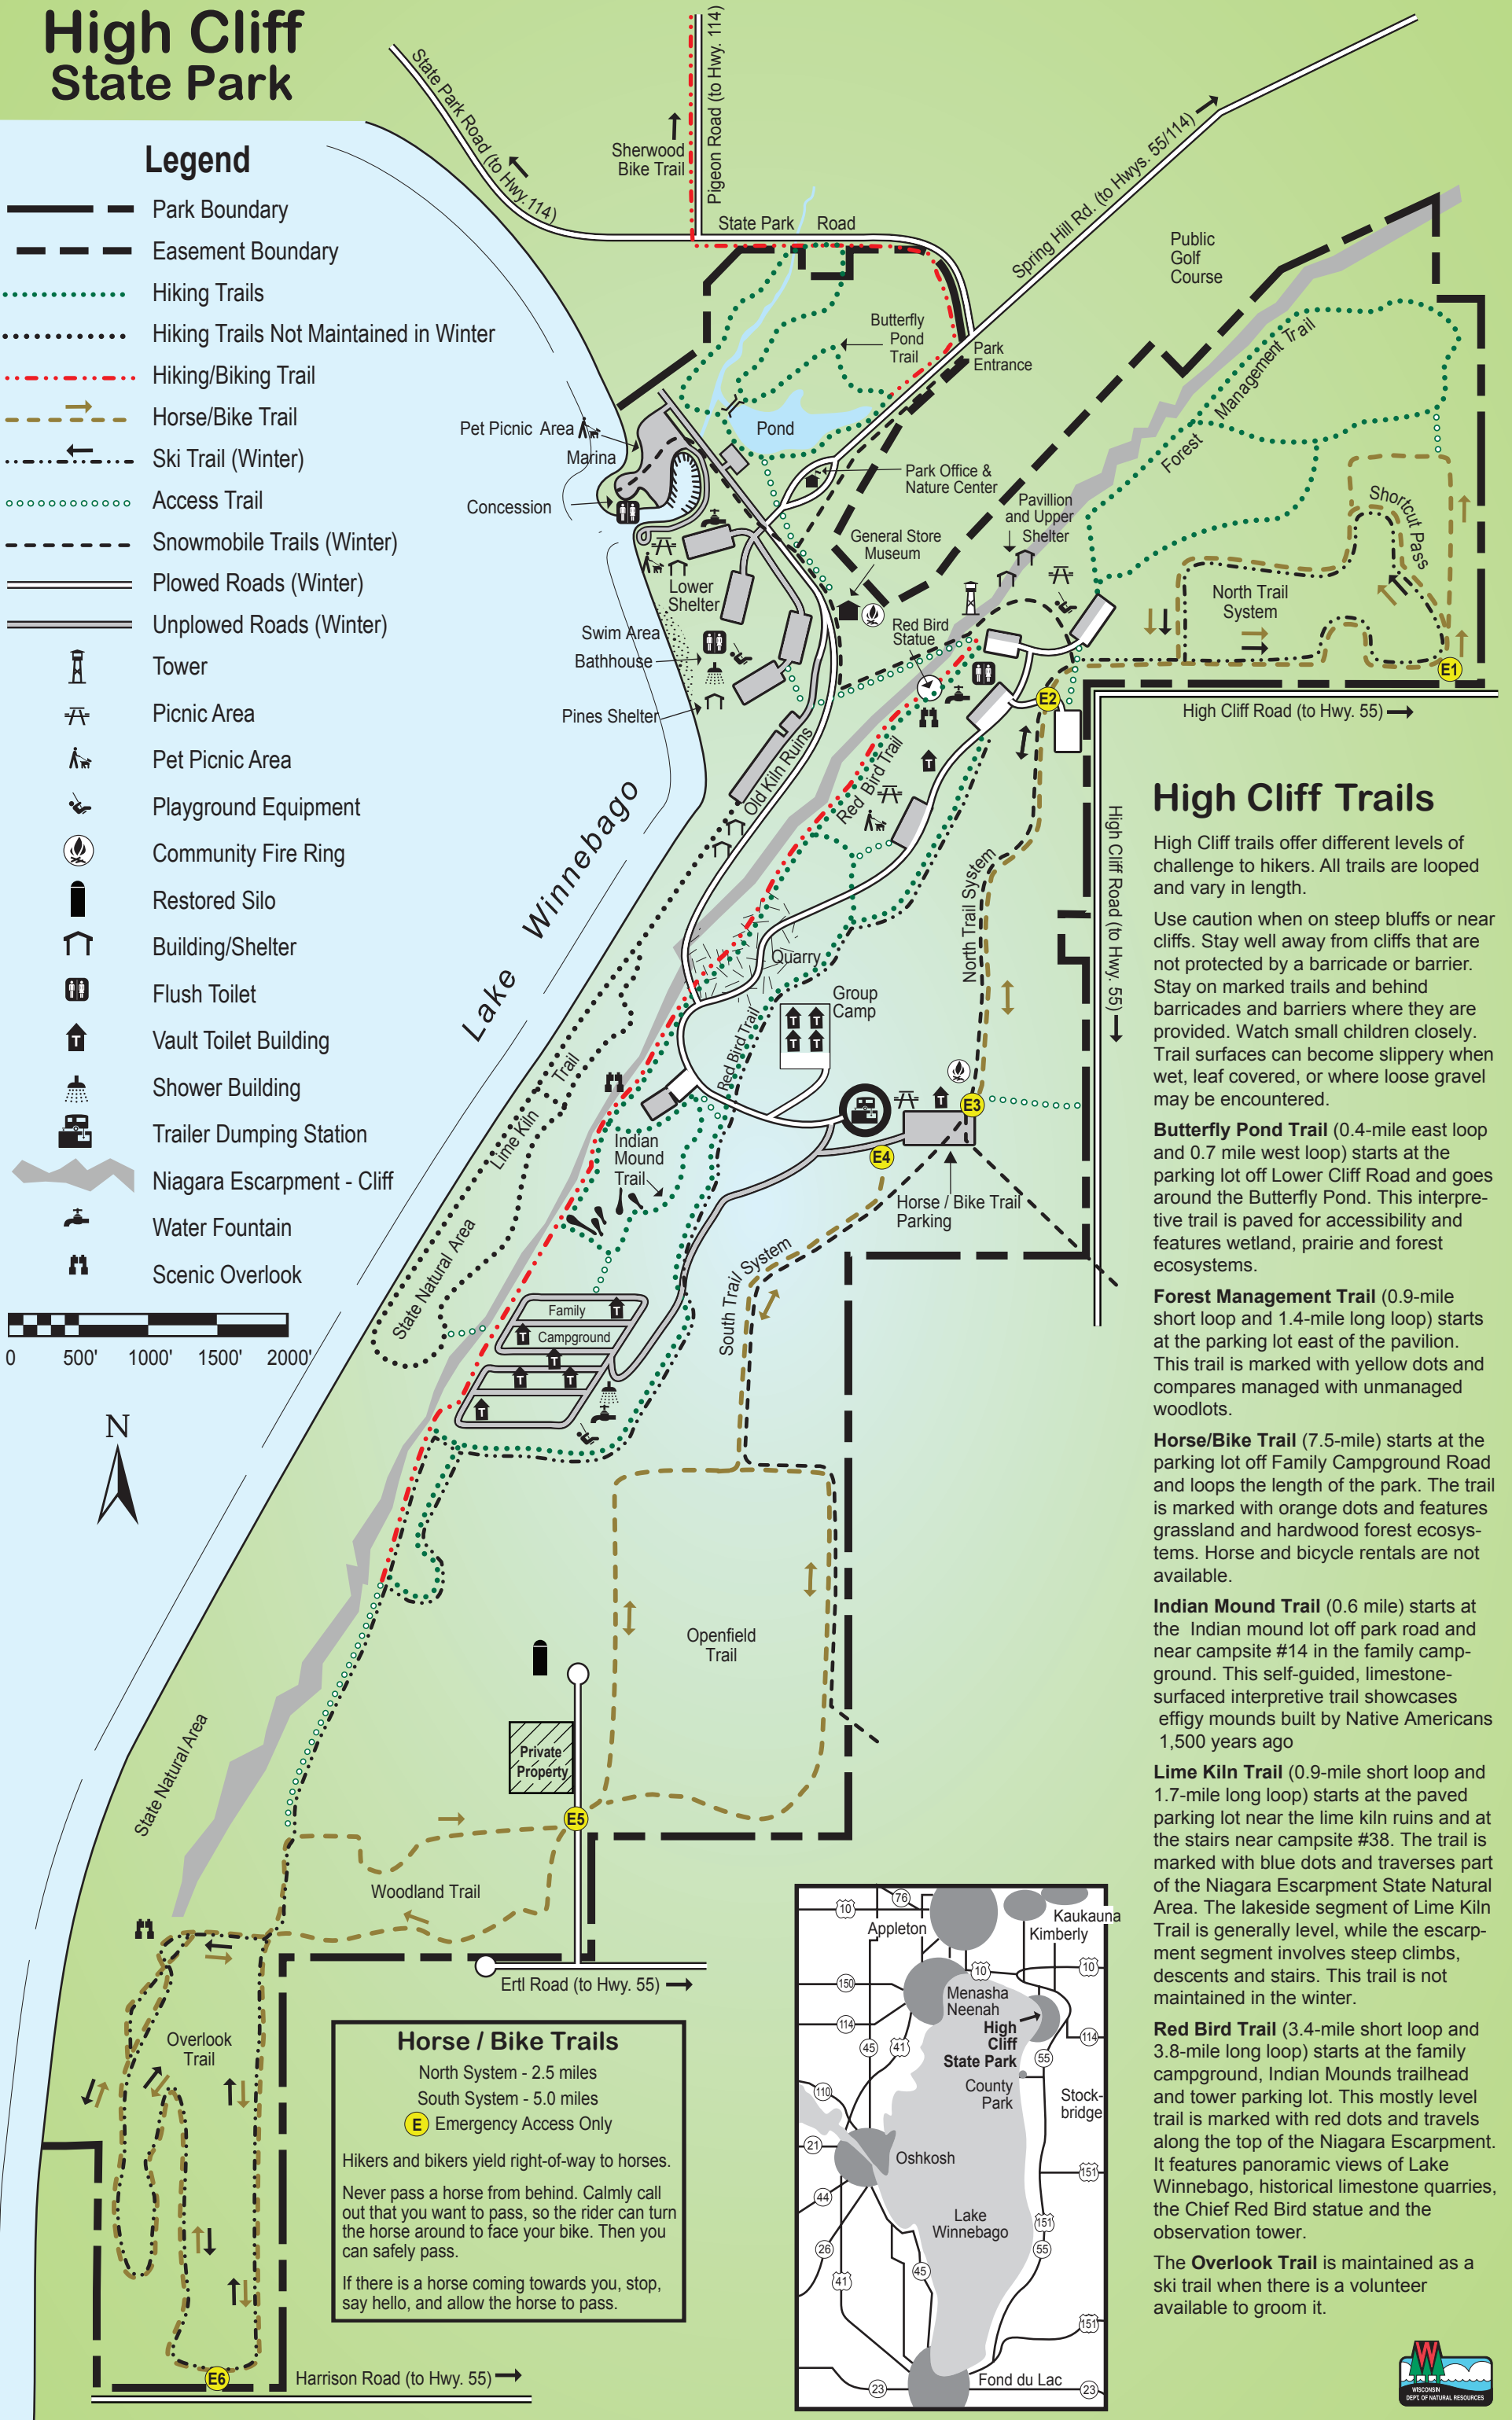 High Cliff
State Park
Legend
Park Boundary
Easement Boundary
Hiking Trails
Hiking Trails Not Maintained in Winter
Hiking/Biking Trail
Horse/Bike Trail
Ski Trail (Winter)
Access Trail
Snowmobile Trails (Winter)
Plowed Roads (Winter)
Unplowed Roads (Winter)
Tower
Picnic Area
Pet Picnic Area
Playground Equipment
Community Fire Ring
Restored Silo
Building/Shelter
Flush Toilet
T
Vault Toilet Building
Shower Building
Trailer Dumping Station
Niagara Escarpment - Cliff
Water Fountain
Scenic Overlook
0 500' 1000' 1500' 2000'
N
State Park Road (to Hwy.114)
Sherwood
Bike Trail
Pigeon Road (to Hwy. 114)
State Park Road
Spring Hill Rd. (to Hwys. 55/114)
Public
Golf
Course
Butterfly
Pond
Trail
Park
Entrance
Pet Picnic Area
Marina
Pond
Concession
Park Office &
Nature Center
Pavillion
and Upper
Shelter
General Store
Museum
Forest Management Trail
Shortcut Pass
North Trail
System
Lower
Shelter
Swim Area
Bathhouse
Red Bird
Statue
Pines Shelter
E1
E2
High Cliff Road (to Hwy. 55)
Old Kiln Ruins
Red Bird Trail
T
High Cliff Road (to Hwy. 55)
North Trail System
Lake Winnebago
Quarry
Group
Camp
T T
T T
Red Bird Trail
Lime Kiln Trail
T
E3
E4
Indian
Mound
Trail
Horse / Bike Trail
Parking
State Natural Area
South Trail System
Family
Campground
T
T
T
T
T
T
Openfield
Trail
Private
Property
State Natural Area
E5
Woodland Trail
Ertl Road (to Hwy. 55)
Overlook
Trail
E6
Harrison Road (to Hwy. 55)
Horse / Bike Trails
North System - 2.5 miles
South System - 5.0 miles
E Emergency Access Only
Hikers and bikers yield right-of-way to horses.
Never pass a horse from behind. Calmly call
out that you want to pass, so the rider can turn
the horse around to face your bike. Then you
can safely pass.
If there is a horse coming towards you, stop,
say hello, and allow the horse to pass.
76
10
Appleton
Kaukauna
Kimberly
10
10
150
Menasha
Neenah
114
High
Cliff
State Park
114
45
41
55
County
Park
110
Stock-
bridge
21
Oshkosh
151
44
Lake
Winnebago
151
26
55
45
41
151
Fond du Lac
23
23
High Cliff Trails
High Cliff trails offer different levels of
challenge to hikers. All trails are looped
and vary in length.
Use caution when on steep bluffs or near
cliffs. Stay well away from cliffs that are
not protected by a barricade or barrier.
Stay on marked trails and behind
barricades and barriers where they are
provided. Watch small children closely.
Trail surfaces can become slippery when
wet, leaf covered, or where loose gravel
may be encountered.
Butterfly Pond Trail (0.4-mile east loop
and 0.7 mile west loop) starts at the
parking lot off Lower Cliff Road and goes
around the Butterfly Pond. This interpre-
tive trail is paved for accessibility and
features wetland, prairie and forest
ecosystems.
Forest Management Trail (0.9-mile
short loop and 1.4-mile long loop) starts
at the parking lot east of the pavilion.
This trail is marked with yellow dots and
compares managed with unmanaged
woodlots.
Horse/Bike Trail (7.5-mile) starts at the
parking lot off Family Campground Road
and loops the length of the park. The trail
is marked with orange dots and features
grassland and hardwood forest ecosys-
tems. Horse and bicycle rentals are not
available.
Indian Mound Trail (0.6 mile) starts at
the Indian mound lot off park road and
near campsite #14 in the family camp-
ground. This self-guided, limestone-
surfaced interpretive trail showcases
effigy mounds built by Native Americans
1,500 years ago
Lime Kiln Trail (0.9-mile short loop and
1.7-mile long loop) starts at the paved
parking lot near the lime kiln ruins and at
the stairs near campsite #38. The trail is
marked with blue dots and traverses part
of the Niagara Escarpment State Natural
Area. The lakeside segment of Lime Kiln
Trail is generally level, while the escarp-
ment segment involves steep climbs,
descents and stairs. This trail is not
maintained in the winter.
Red Bird Trail (3.4-mile short loop and
3.8-mile long loop) starts at the family
campground, Indian Mounds trailhead
and tower parking lot. This mostly level
trail is marked with red dots and travels
along the top of the Niagara Escarpment.
It features panoramic views of Lake
Winnebago, historical limestone quarries,
the Chief Red Bird statue and the
observation tower.
The Overlook Trail is maintained as a
ski trail when there is a volunteer
available to groom it.
W
WISCONSIN
DEPT. OF NATURAL RESOURCES